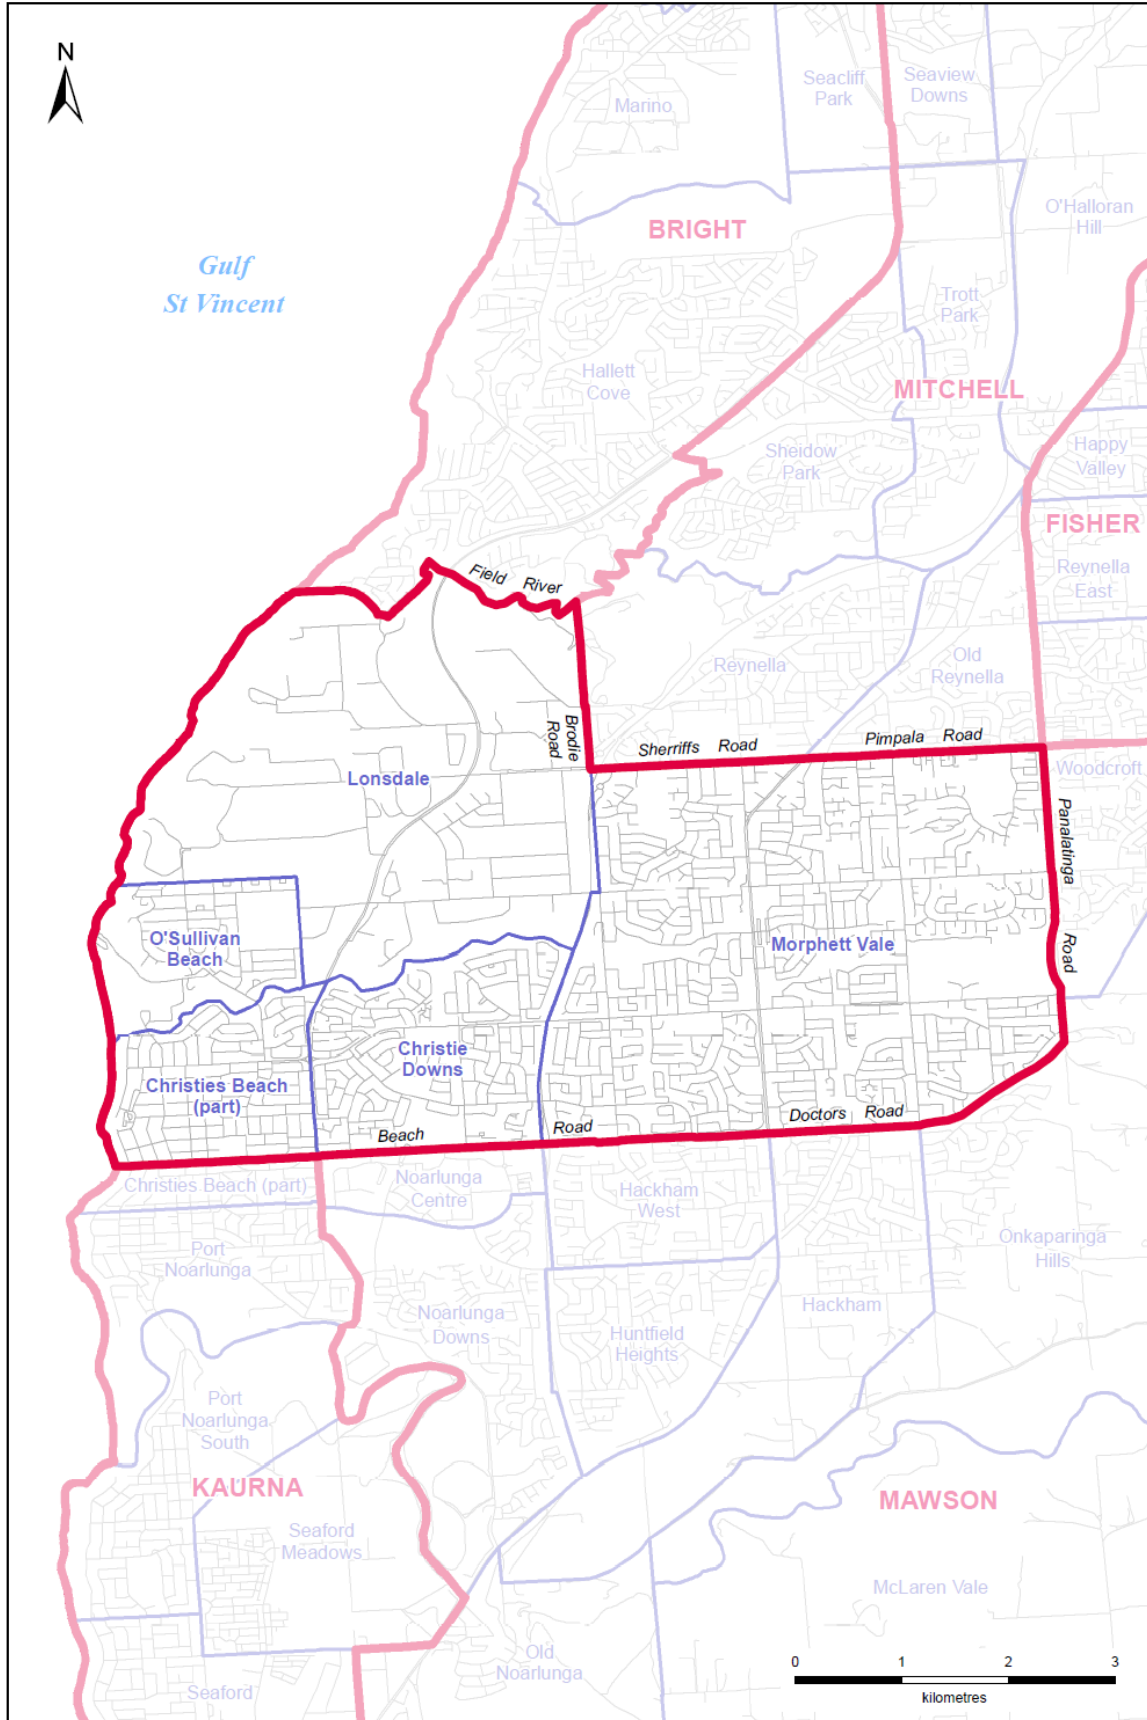 N
Seacliff
Park
Seaview
Downs
Marino
O'Halloran
Hill
BRIGHT
Gulf
St Vincent
Trott
Park
Hallett
Cove
MITCHELL
Sheidow
Park
Happy
Valley
FISHER
Reynella
East
Field River
Reynella
Old
Reynella
Brodie
Road
Sherriffs Road
Pimpala Road
Woodcroft
Lonsdale
Panalatinga Road
O'Sullivan
Beach
Morphett Vale
Christie
Downs
Christies Beach
(part)
Beach Road
Doctors Road
Christies Beach (part)
Noarlunga
Centre
Hackham
West
Onkaparinga
Hills
Port
Noarlunga
Noarlunga
Downs
Hackham
Huntfield
Heights
Port
Noarlunga
South
KAURNA
MAWSON
Seaford
Meadows
McLaren Vale
Old
Noarlunga
Seaford
0 1 2 3
kilometres